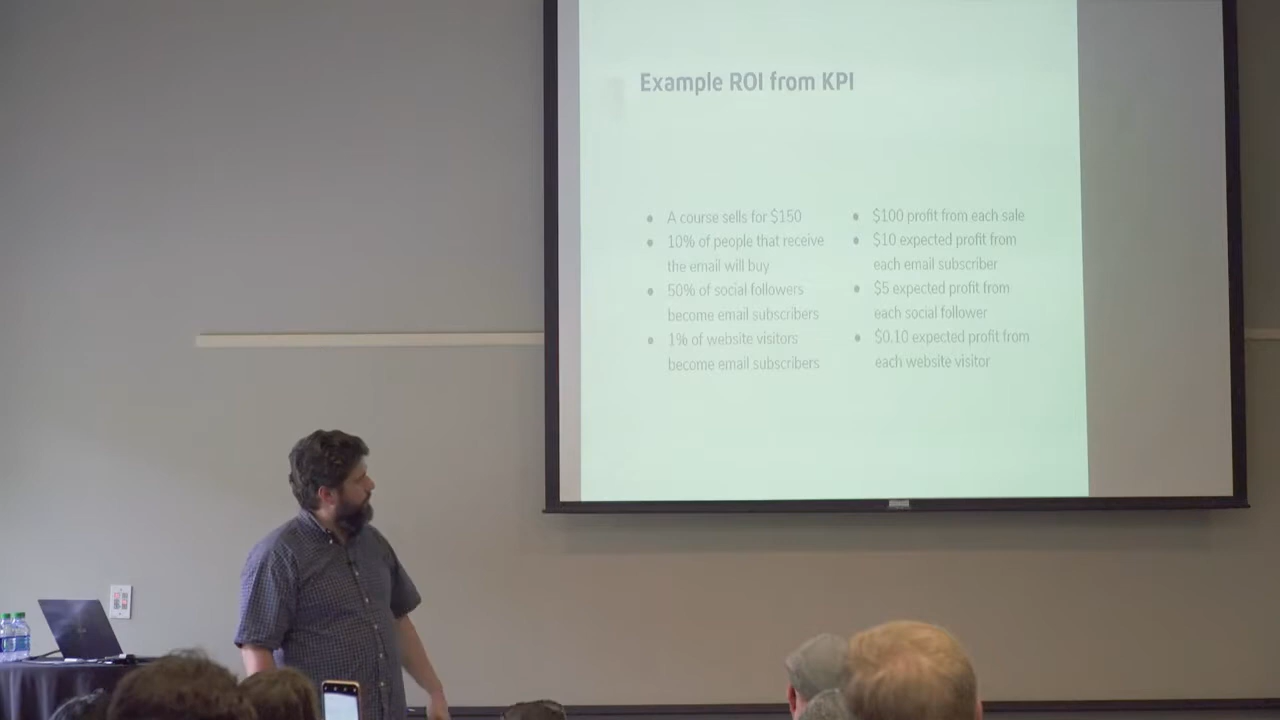 Example ROI from KPI
• A course sells for $150
• 10% of people that receive
the email will buy
• 50% of social followers
become email subscribers
• 1% of website visitors
become email subscribers
• $100 profit from each sale
• $10 expected profit from
each email subscriber
• $5 expected profit from
each social follower
• $0.10 expected profit from
each website visitor